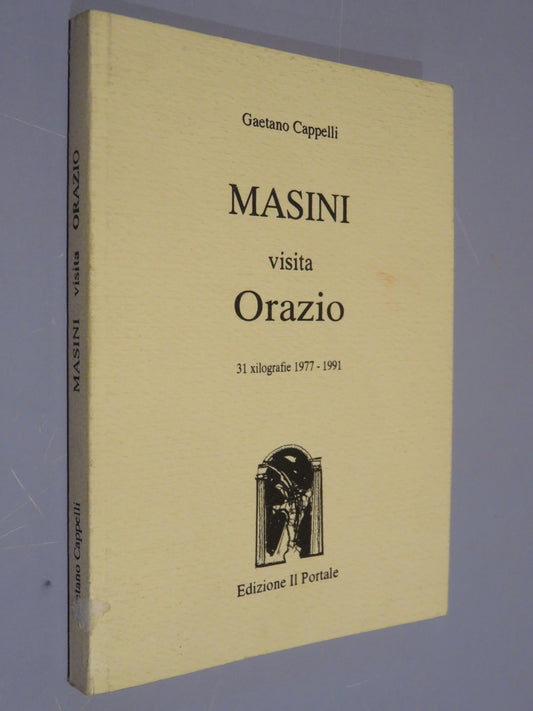 Gaetano Cappelli
MASINI
visita
Orazio
31 xilografie 1977 - 1991
Edizione Il Portale
etano Cappelli MASINI visita ORAZIO